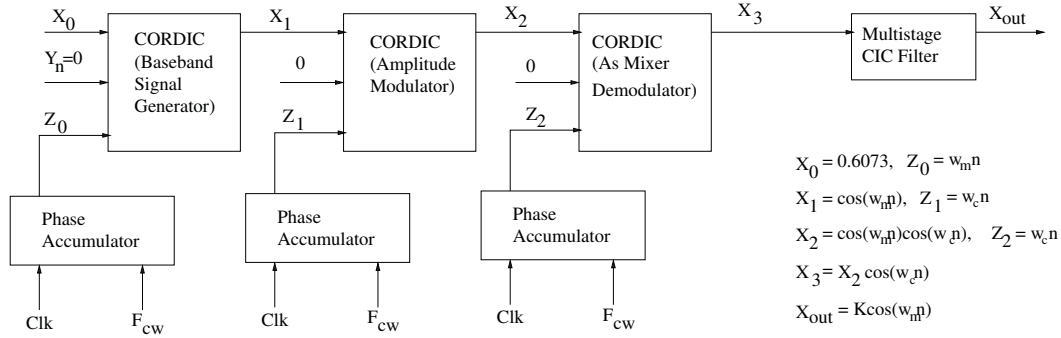 X0
X1
X2
X3
Xout
CORDIC
(Baseband
Signal
Generator)
CORDIC
(Amplitude
Modulator)
CORDIC
(As Mixer
Demodulator)
Multistage
CIC Filter
Yn=0
0
0
Z0
Z1
Z2
Phase
Accumulator
Phase
Accumulator
Phase
Accumulator
Clk
Fcw
Clk
Fcw
Clk
Fcw
X0 = 0.6073, Z0 = wmn
X1 = cos(wmn), Z1 = wcn
X2 = cos(wmn)cos(wcn), Z2 = wcn
X3 = X2 cos(wcn)
Xout = Kcos(wmn)